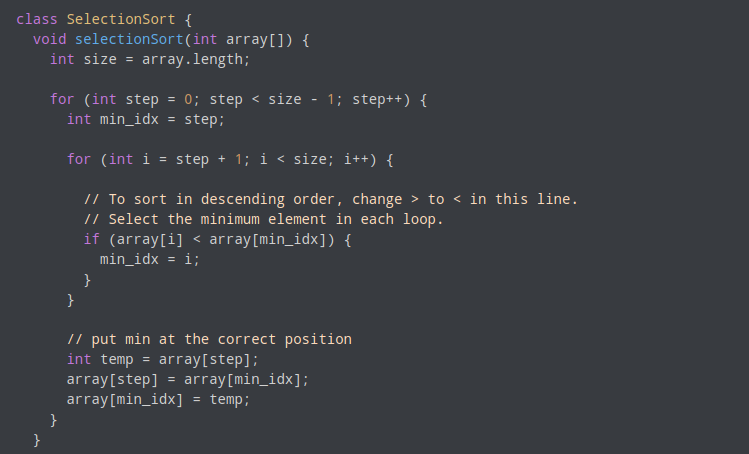 class SelectionSort {
  void selectionSort(int array[]) {
    int size = array.length;

    for (int step = 0; step < size - 1; step++) {
      int min_idx = step;

      for (int i = step + 1; i < size; i++) {

        // To sort in descending order, change > to < in this line.
        // Select the minimum element in each loop.
        if (array[i] < array[min_idx]) {
          min_idx = i;
        }
      }

      // put min at the correct position
      int temp = array[step];
      array[step] = array[min_idx];
      array[min_idx] = temp;
    }
  }